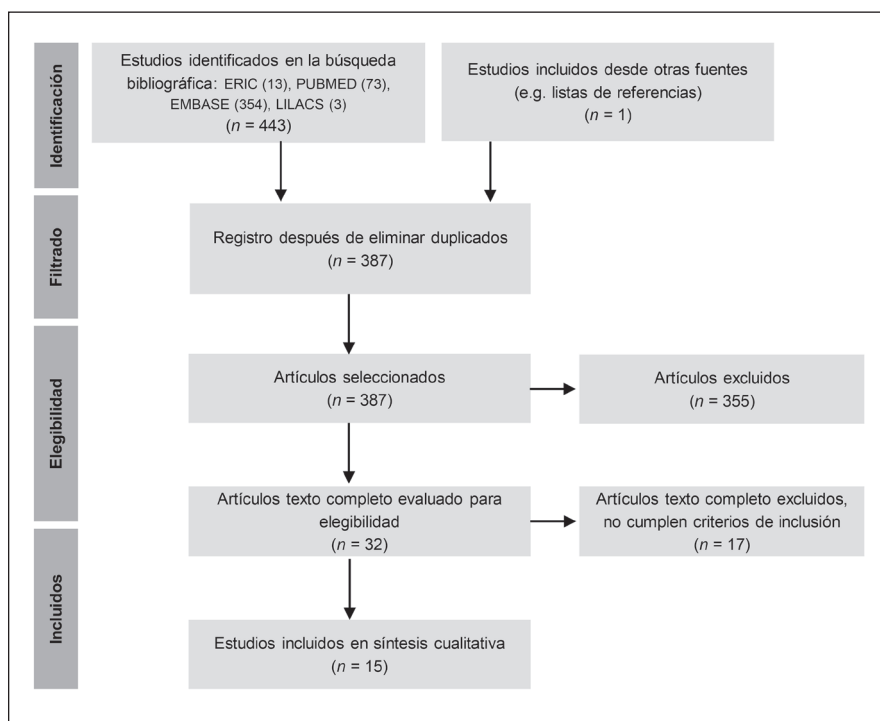 Identificación
Estudios identificados en la búsqueda
bibliográfica: ERIC (13), PUBMED (73),
EMBASE (354), LILACS (3)
(n = 443)
Estudios incluidos desde otras fuentes
(e.g. listas de referencias)
(n = 1)
Filtrado
Registro después de eliminar duplicados
(n = 387)
Elegibilidad
Artículos seleccionados
(n = 387)
Artículos excluidos
(n = 355)
Artículos texto completo evaluado para
elegibilidad
(n = 32)
Artículos texto completo excluidos,
no cumplen criterios de inclusión
(n = 17)
Incluidos
Estudios incluidos en síntesis cualitativa
(n = 15)